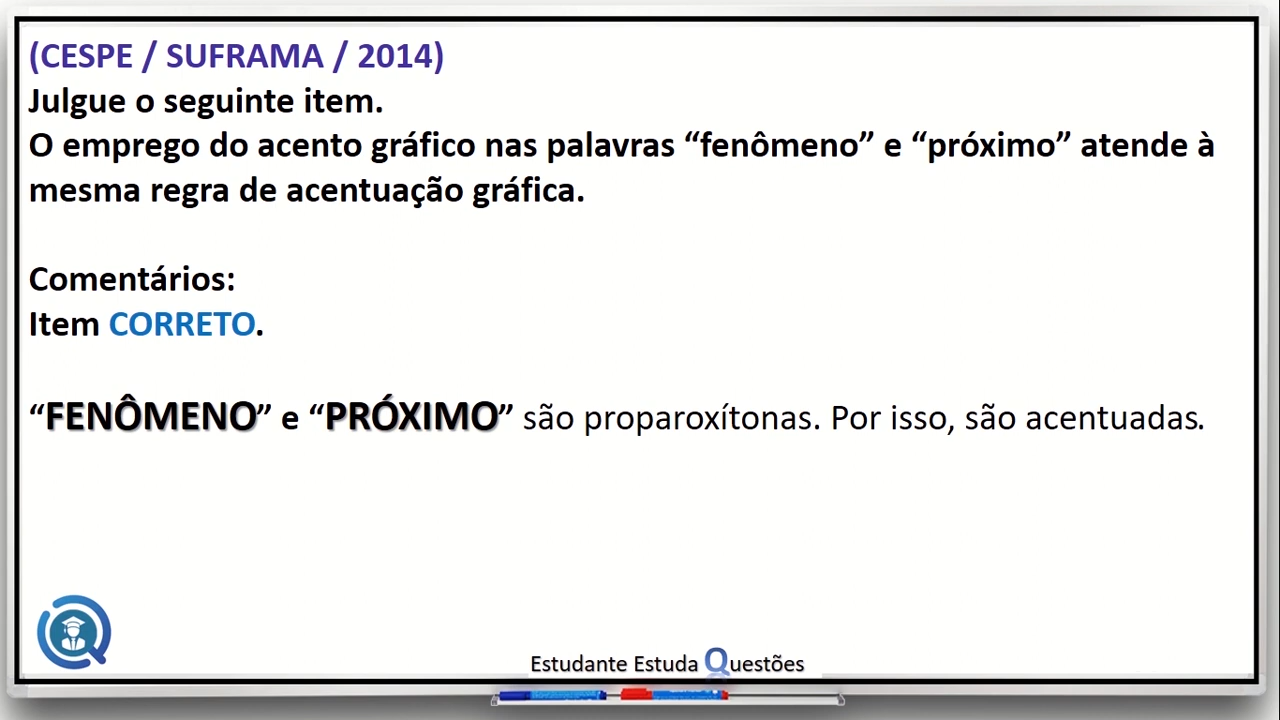 (CESPE / SUFRAMA / 2014)
Julgue o seguinte item.
O emprego do acento gráfico nas palavras “fenômeno” e “próximo” atende à
mesma regra de acentuação gráfica.
Comentários:
Item CORRETO.
“FENÔMENO” e “PRÓXIMO” são proparoxítonas. Por isso, são acentuadas.
Estudante Estuda Questões